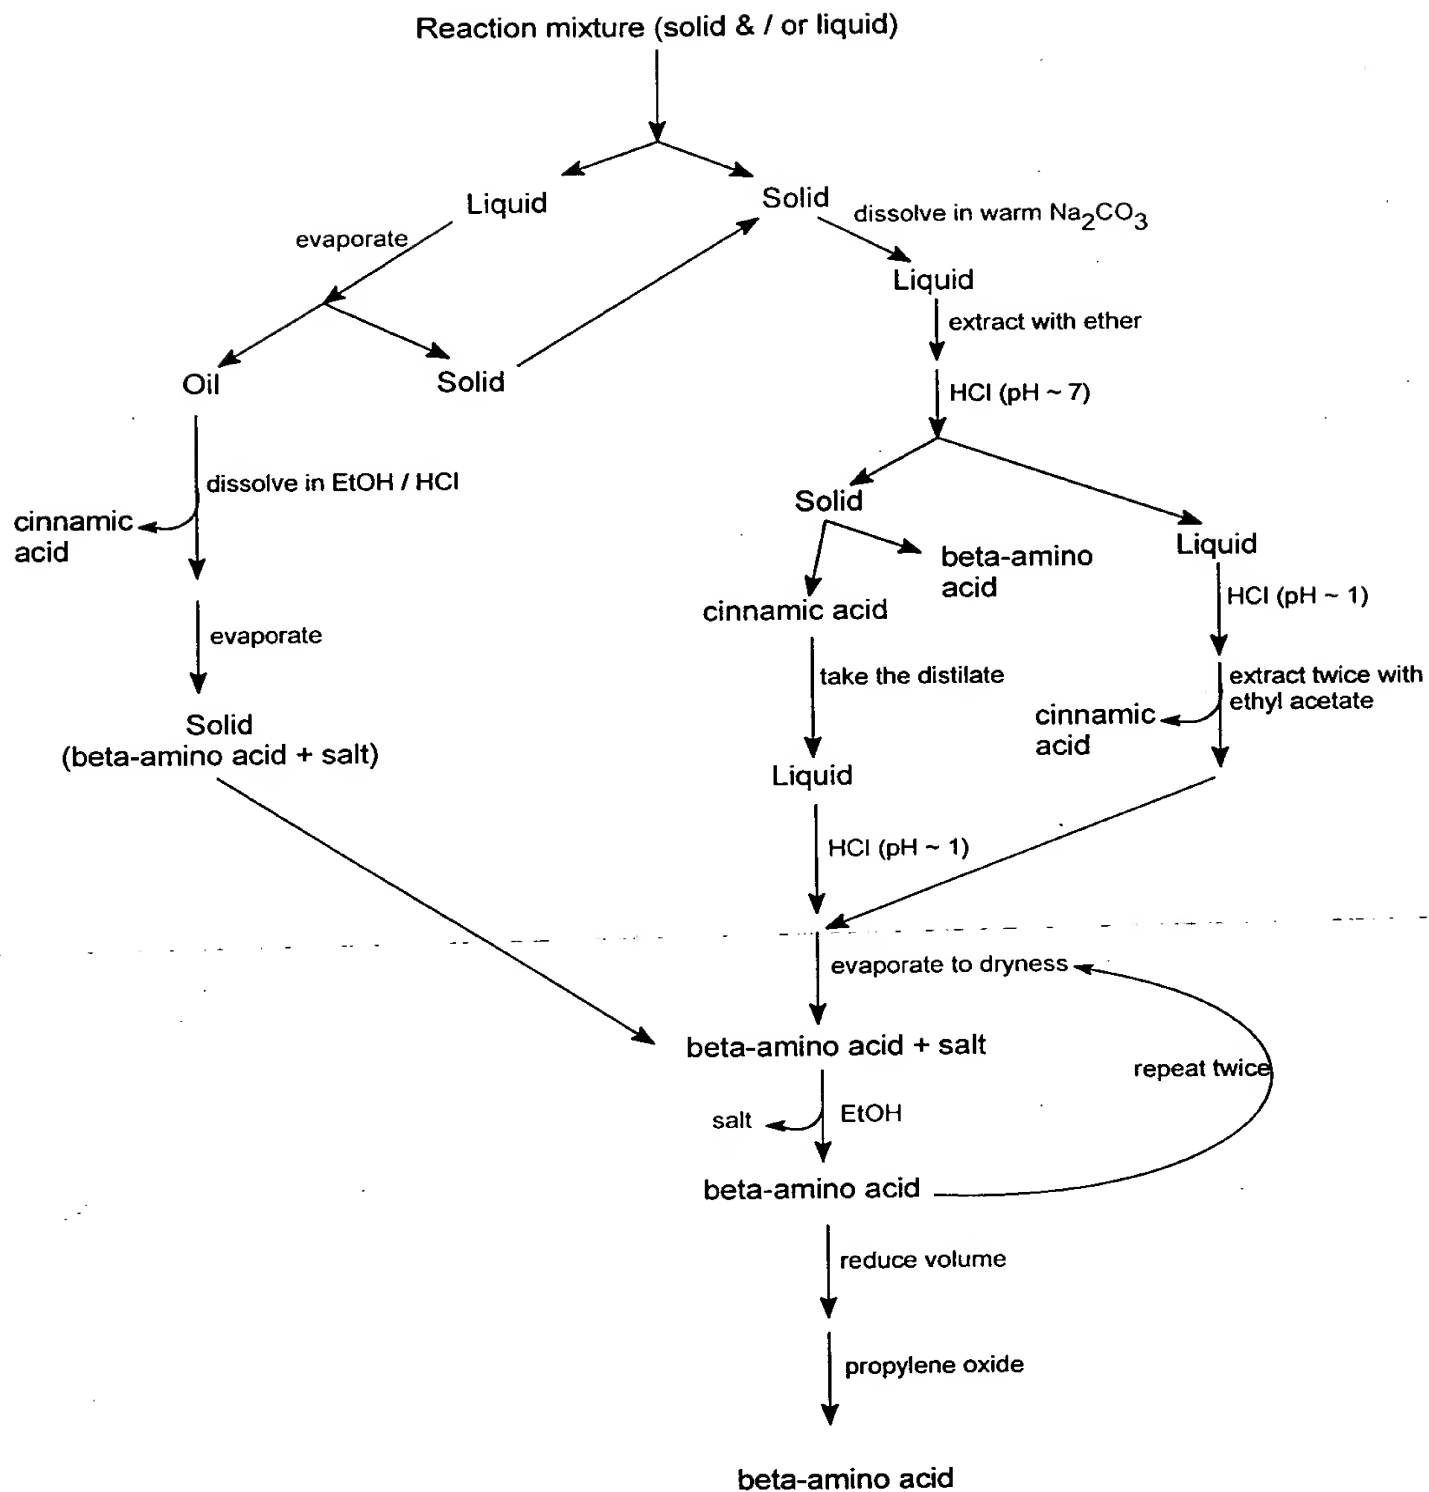 Reaction mixture (solid & / or liquid)
Liquid
Solid
dissolve in warm Na₂CO₃
evaporate
Liquid
extract with ether
Oil
Solid
HCl (pH ~ 7)
dissolve in EtOH / HCl
cinnamic
acid
Solid
Liquid
beta-amino
acid
HCl (pH ~ 1)
cinnamic acid
evaporate
take the distilate
extract twice with
ethyl acetate
cinnamic
acid
Solid
(beta-amino acid + salt)
Liquid
HCl (pH ~ 1)
evaporate to dryness
beta-amino acid + salt
repeat twice
salt
EtOH
beta-amino acid
reduce volume
propylene oxide
beta-amino acid